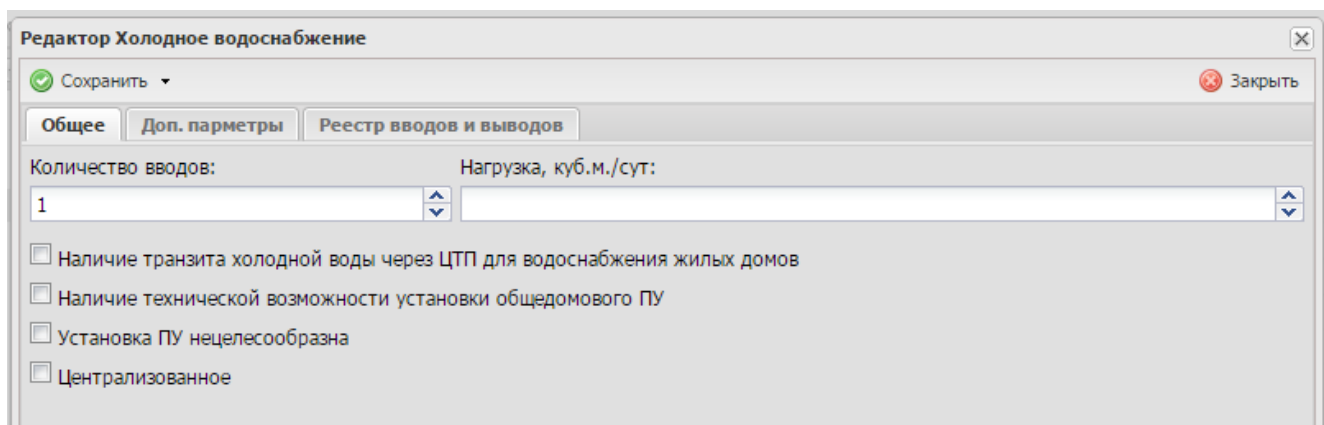 Редактор Холодное водоснабжение
Сохранить Закрыть
Общее Доп. парметры Реестр вводов и выводов
Количество вводов: Нагрузка, куб.м./сут:
1
Наличие транзита холодной воды через ЦТП для водоснабжения жилых домов
Наличие технической возможности установки общедомового ПУ
Установка ПУ нецелесообразна
Централизованное